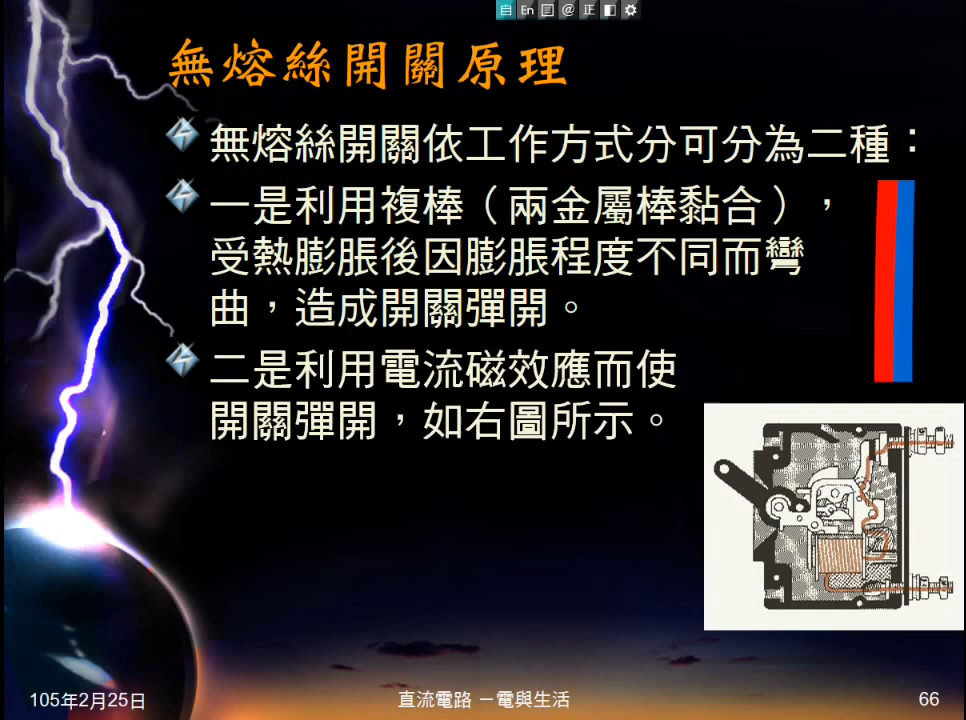 自 En @ 正
無熔絲開關原理
無熔絲開關依工作方式分可分為二種：
一是利用複棒（兩金屬棒黏合），
受熱膨脹後因膨脹程度不同而彎
曲，造成開關彈開。
二是利用電流磁效應而使
開關彈開，如右圖所示。
105年2月25日
直流電路 －電與生活
66